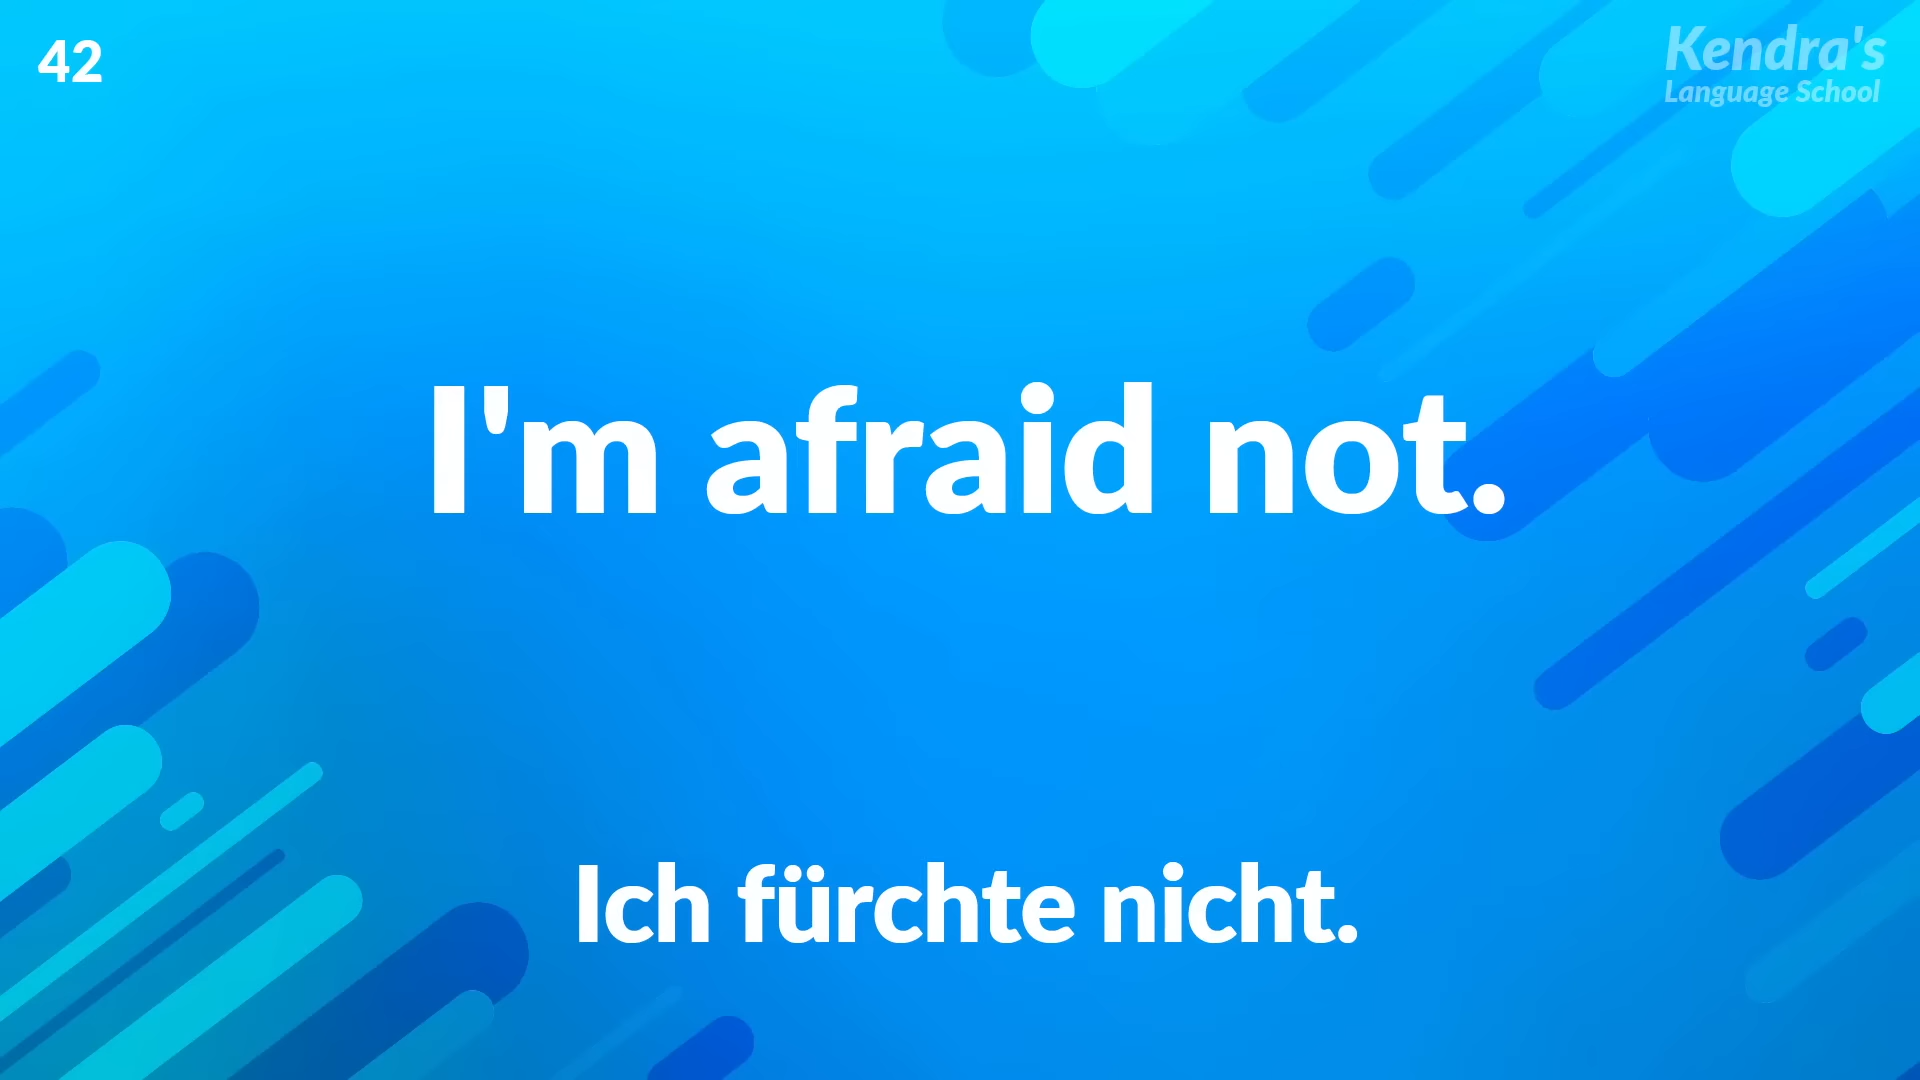 42
Kendra's
Language School
I'm afraid not.
Ich fürchte nicht.